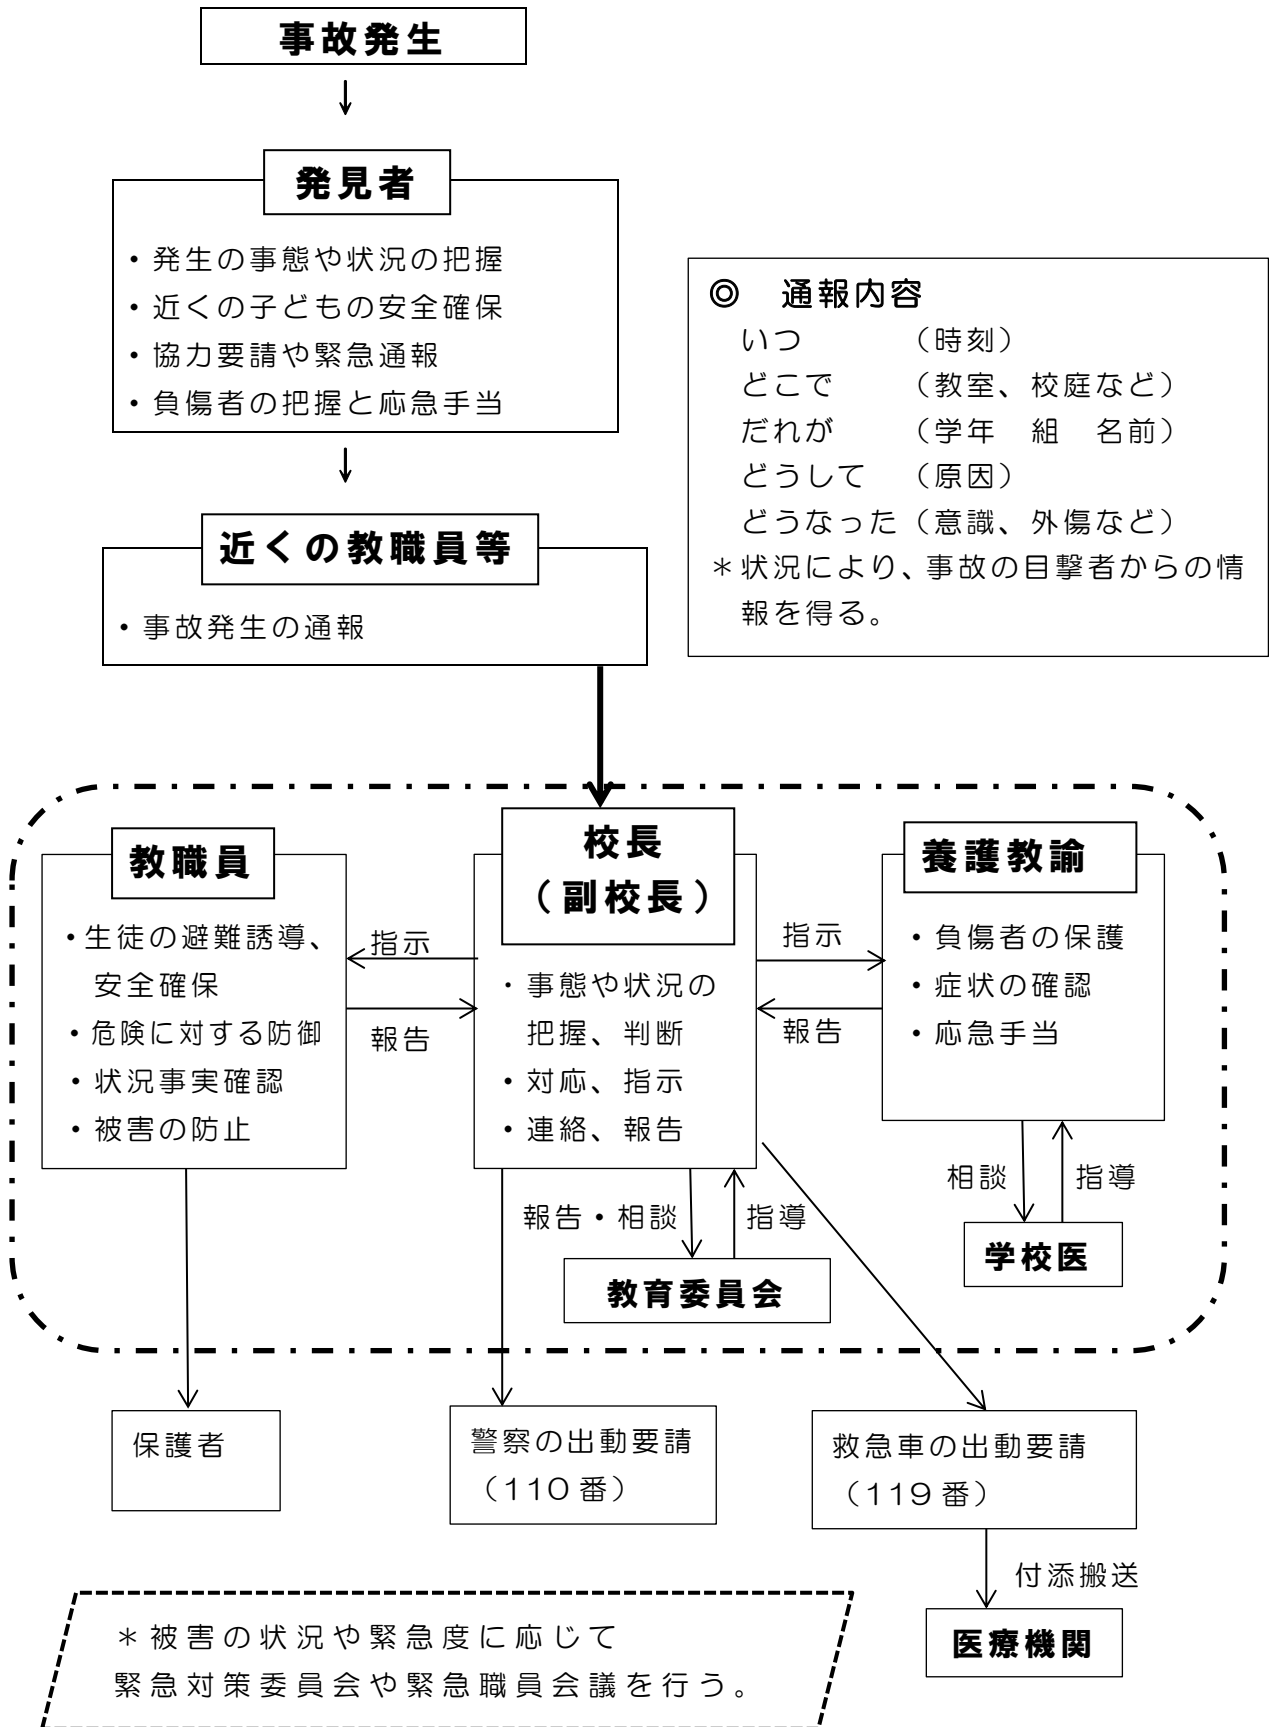 事故発生
発見者
・発生の事態や状況の把握
・近くの子どもの安全確保
・協力要請や緊急通報
・負傷者の把握と応急手当
◎　通報内容
いつ　　　（時刻）
どこで　　（教室、校庭など）
だれが　　（学年　組　名前）
どうして　（原因）
どうなった（意識、外傷など）
＊状況により、事故の目撃者からの情
報を得る。
近くの教職員等
・事故発生の通報
教職員
・生徒の避難誘導、
安全確保
・危険に対する防御
・状況事実確認
・被害の防止
指示
報告
校長
（副校長）
・事態や状況の
把握、判断
・対応、指示
・連絡、報告
指示
報告
養護教諭
・負傷者の保護
・症状の確認
・応急手当
報告・相談
指導
教育委員会
相談
指導
学校医
保護者
警察の出動要請
（110番）
救急車の出動要請
（119番）
付添搬送
医療機関
＊被害の状況や緊急度に応じて
緊急対策委員会や緊急職員会議を行う。